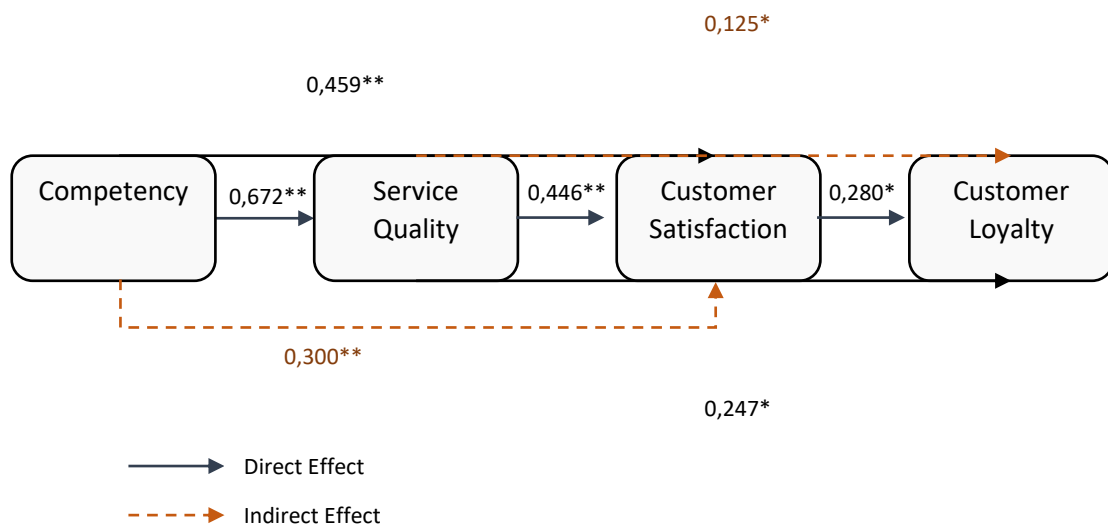 0,125*
0,459**
Competency
0,672**
Service
Quality
0,446**
Customer
Satisfaction
0,280*
Customer
Loyalty
0,300**
0,247*
Direct Effect
Indirect Effect